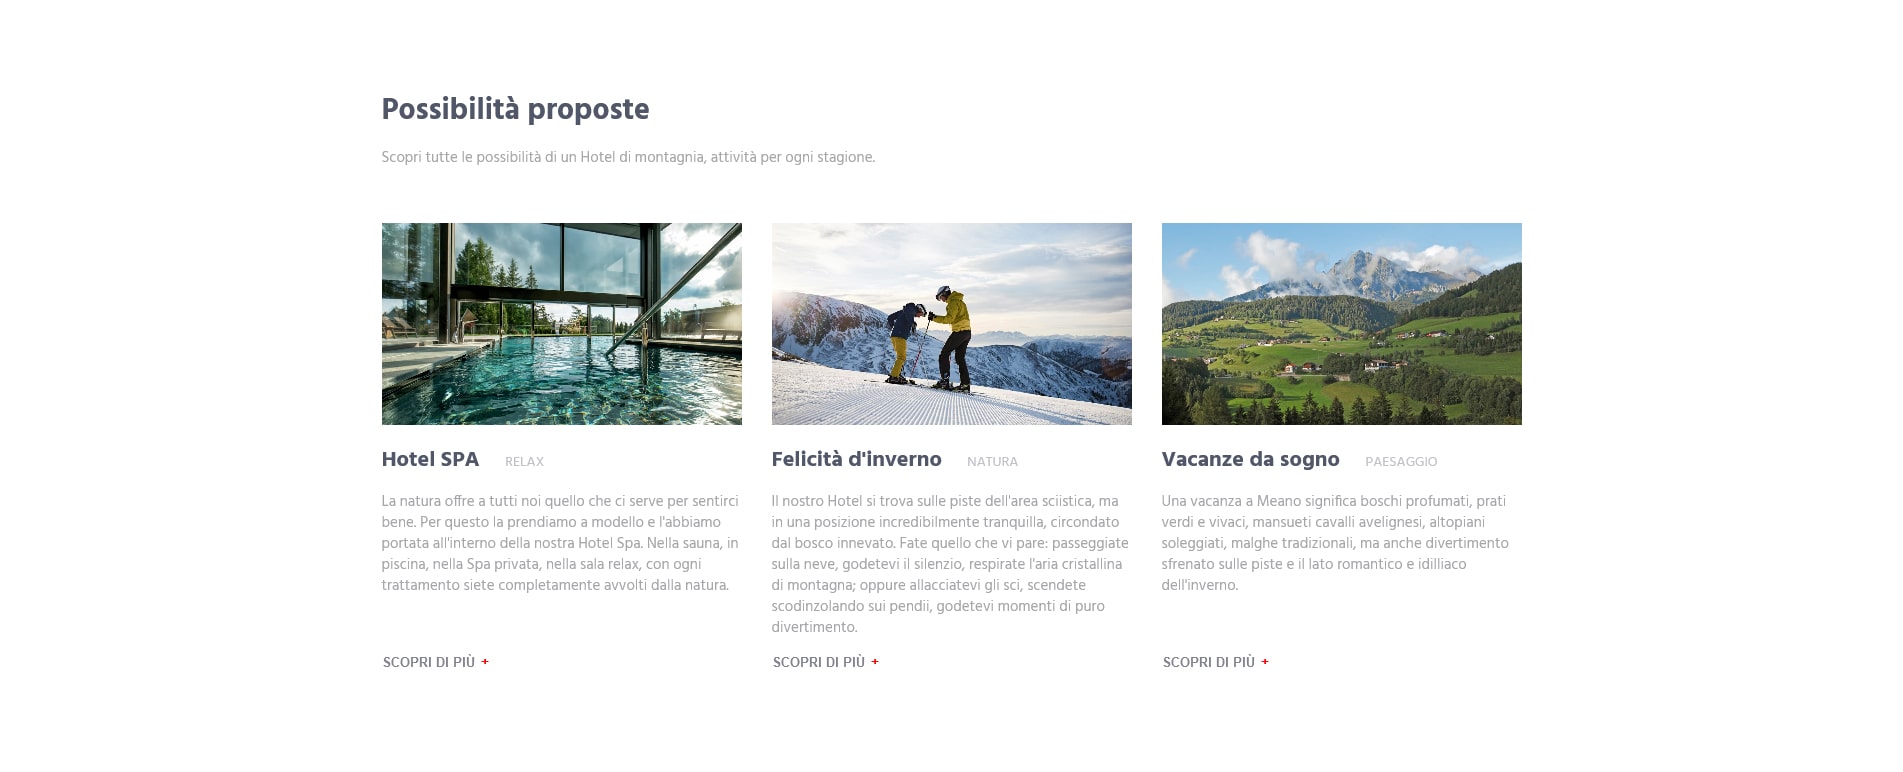 Possibilità proposte
Scopri tutte le possibilità di un Hotel di montagnia, attività per ogni stagione.
Hotel SPA RELAX
La natura offre a tutti noi quello che ci serve per sentirci
bene. Per questo la prendiamo a modello e l'abbiamo
portata all'interno della nostra Hotel Spa. Nella sauna, in
piscina, nella Spa privata, nella sala relax, con ogni
trattamento siete completamente avvolti dalla natura.
SCOPRI DI PIÙ +
Felicità d'inverno NATURA
Il nostro Hotel si trova sulle piste dell'area sciistica, ma
in una posizione incredibilmente tranquilla, circondato
dal bosco innevato. Fate quello che vi pare: passeggiate
sulla neve, godetevi il silenzio, respirate l'aria cristallina
di montagna; oppure allacciatevi gli sci, scendete
scodinzolando sui pendii, godetevi momenti di puro
divertimento.
SCOPRI DI PIÙ +
Vacanze da sogno PAESAGGIO
Una vacanza a Meano significa boschi profumati, prati
verdi e vivaci, mansueti cavalli avelignesi, altopiani
soleggiati, malghe tradizionali, ma anche divertimento
sfrenato sulle piste e il lato romantico e idilliaco
dell'inverno.
SCOPRI DI PIÙ +